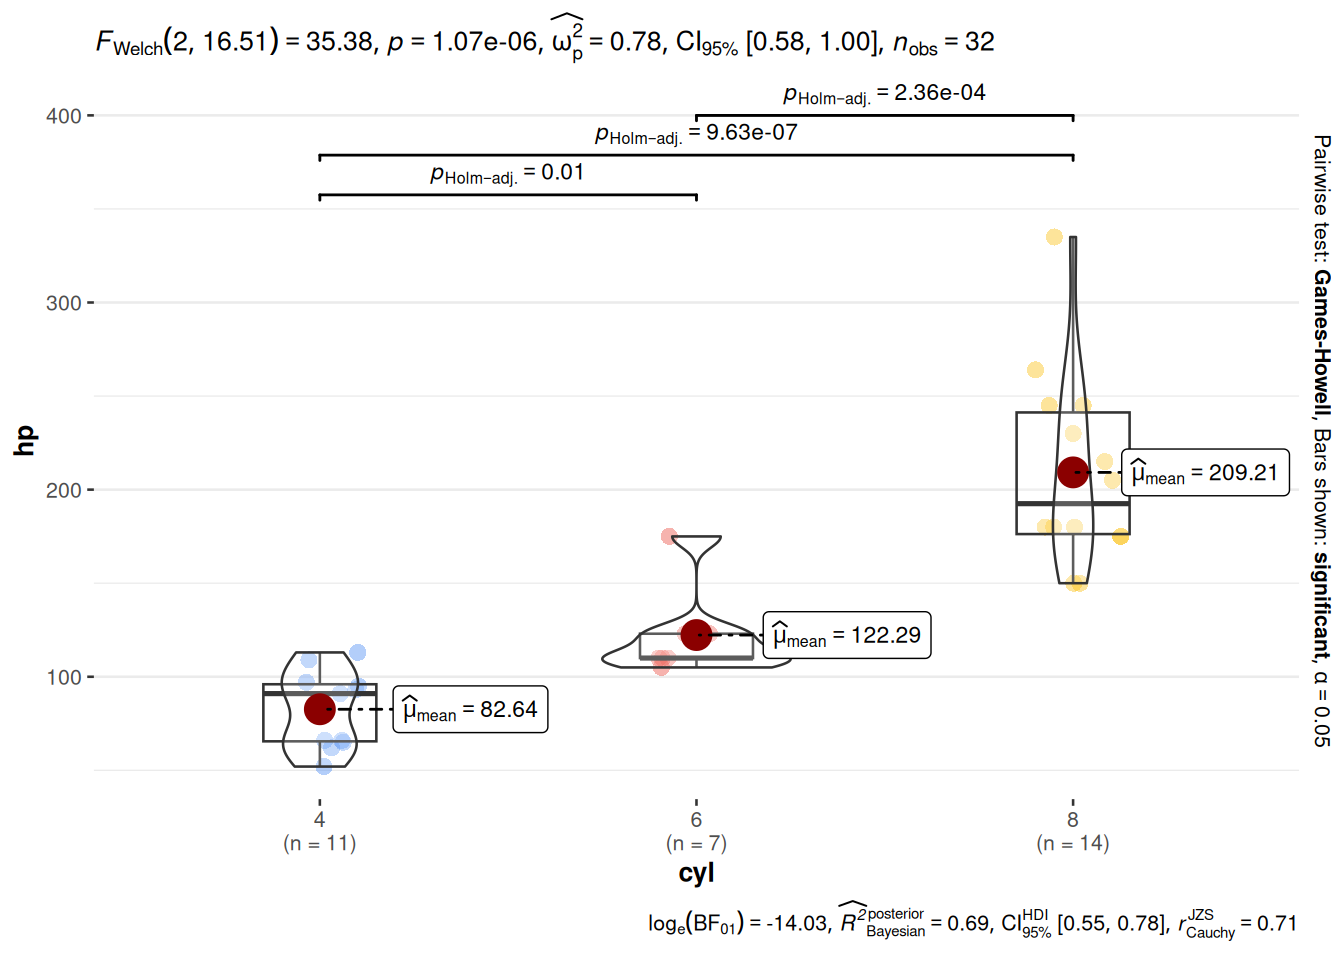 F_Welch(2, 16.51) = 35.38, p = 1.07e-06, ω̂²_p = 0.78, CI_95% [0.58, 1.00], n_obs = 32
p_Holm−adj. = 2.36e-04
400
p_Holm−adj. = 9.63e-07
p_Holm−adj. = 0.01
300
200
100
hp
μ̂_mean = 209.21
μ̂_mean = 122.29
μ̂_mean = 82.64
Pairwise test: Games-Howell, Bars shown: significant, α = 0.05
4
(n = 11)
6
(n = 7)
8
(n = 14)
cyl
log_e(BF_01) = -14.03, R̂²^posterior_Bayesian = 0.69, CI^HDI_95% [0.55, 0.78], r^JZS_Cauchy = 0.71